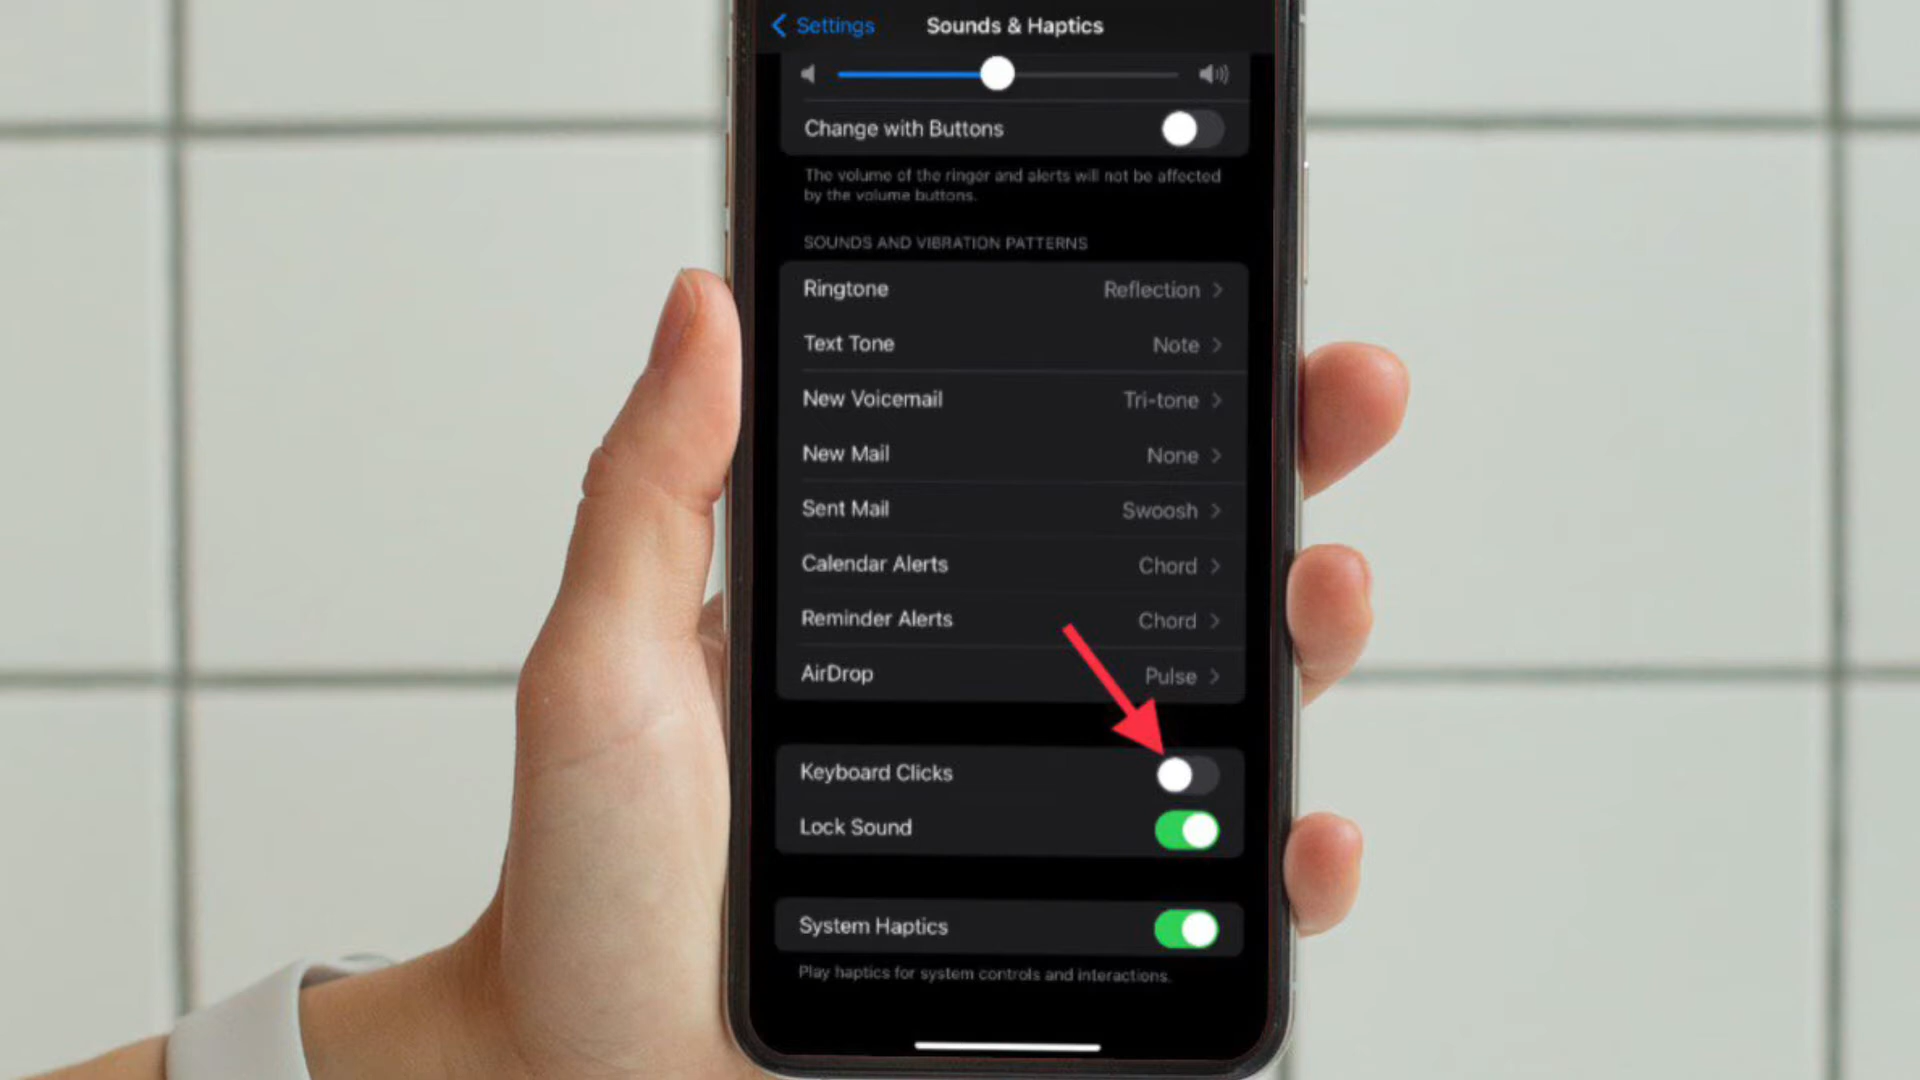 Settings
Sounds & Haptics
Change with Buttons
The volume of the ringer and alerts will not be affected
by the volume buttons.
SOUNDS AND VIBRATION PATTERNS
Ringtone Reflection
Text Tone Note
New Voicemail Tri-tone
New Mail None
Sent Mail Swoosh
Calendar Alerts Chord
Reminder Alerts Chord
AirDrop Pulse
Keyboard Clicks
Lock Sound
System Haptics
Play haptics for system controls and interactions.